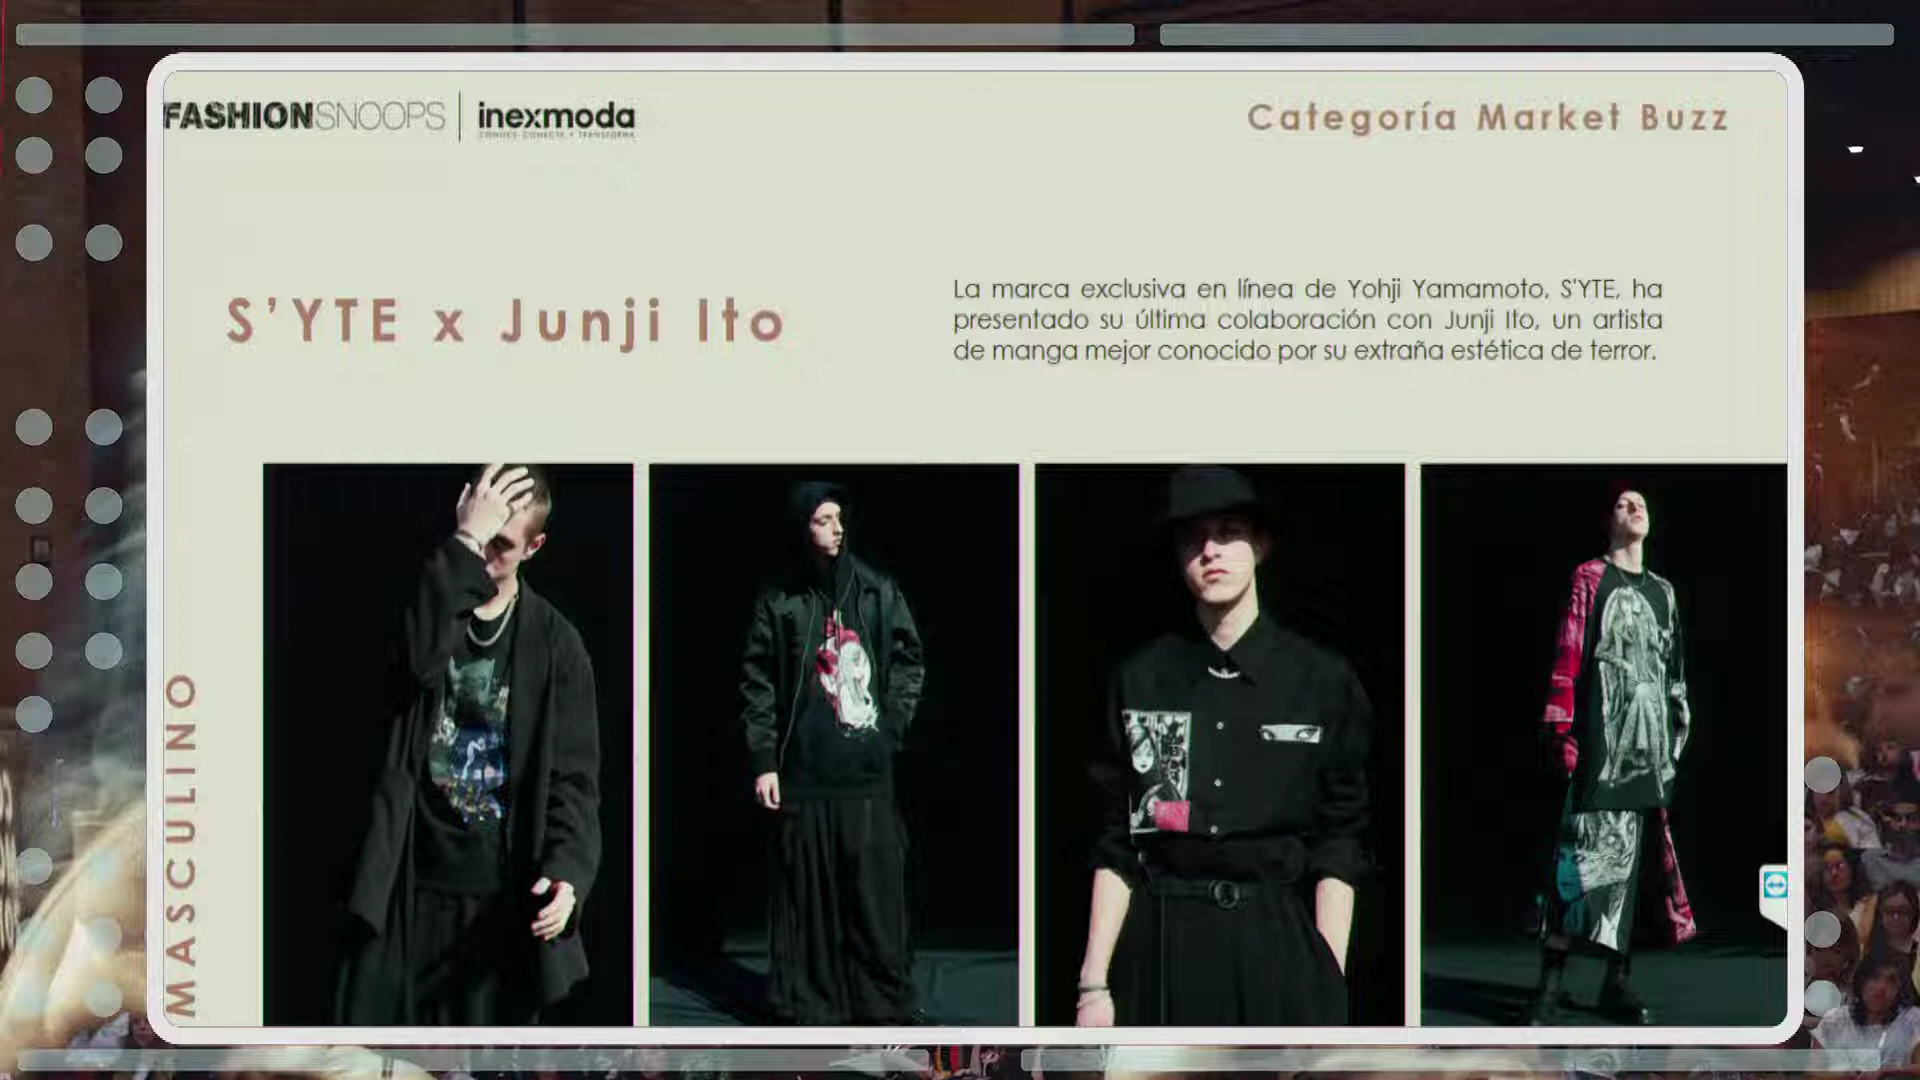 FASHIONSNOOPS
inexmoda
Categoría Market Buzz
S'YTE x Junji Ito
La marca exclusiva en línea de Yohji Yamamoto, S'YTE, ha
presentado su última colaboración con Junji Ito, un artista
de manga mejor conocido por su extraña estética de terror.
MASCULINO